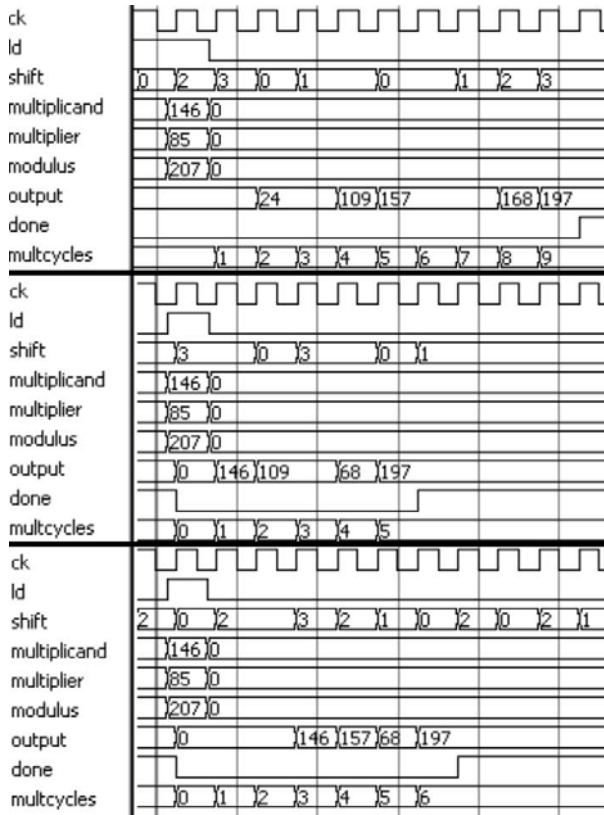 ck
ld
shift 0 2 3 0 1 0 1 2 3
multiplicand 146 0
multiplier 85 0
modulus 207 0
output 24 109 157 168 197
done
multcycles 1 2 3 4 5 6 7 8 9
ck
ld
shift 3 0 3 0 1
multiplicand 146 0
multiplier 85 0
modulus 207 0
output 0 146 109 68 197
done
multcycles 0 1 2 3 4 5
ck
ld
shift 2 0 2 3 2 1 0 2 0 2 1
multiplicand 146 0
multiplier 85 0
modulus 207 0
output 0 146 157 68 197
done
multcycles 0 1 2 3 4 5 6